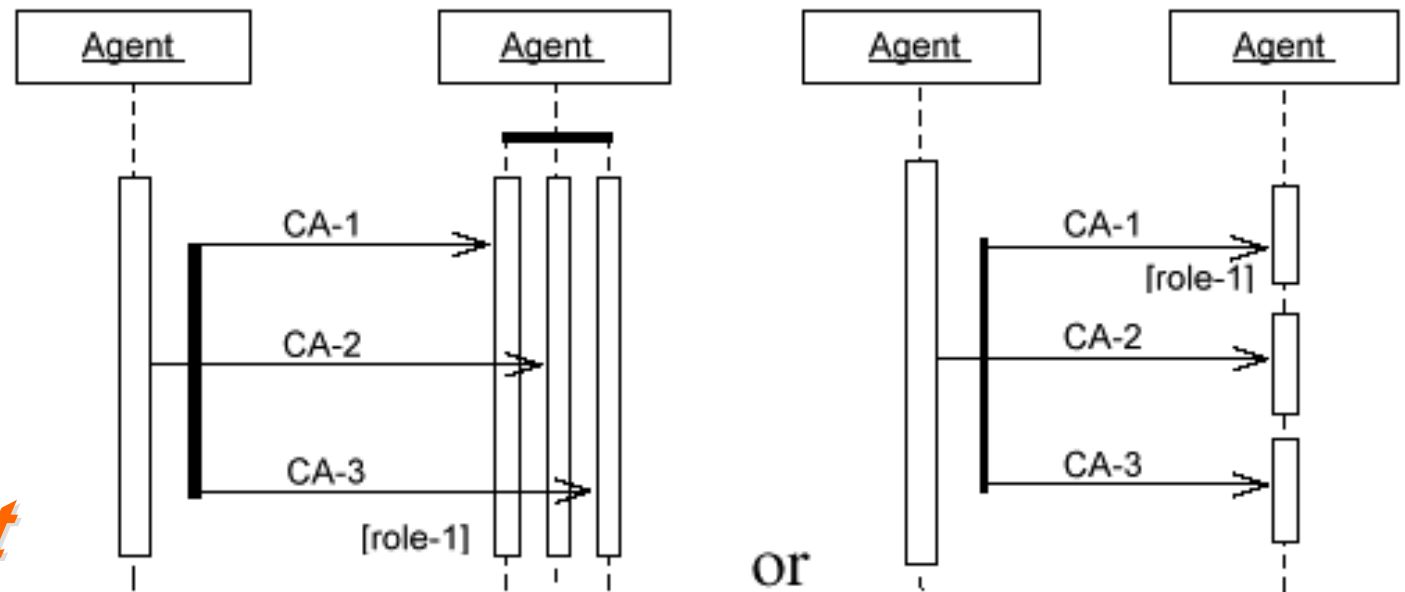 Agent Agent Agent Agent
CA-1 CA-1
[role-1]
CA-2 CA-2
CA-3 CA-3
[role-1]
or
t